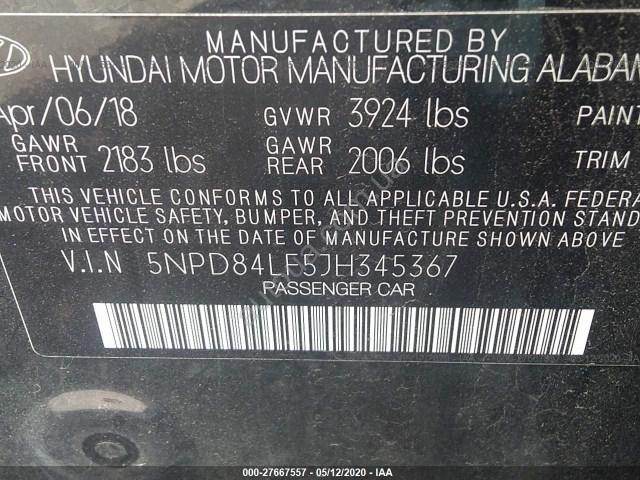 MANUFACTURED BY
HYUNDAI MOTOR MANUFACTURING ALABAM
Apr/06/18 GVWR 3924 lbs PAINT
GAWR FRONT 2183 lbs GAWR REAR 2006 lbs TRIM
THIS VEHICLE CONFORMS TO ALL APPLICABLE U.S.A. FEDERA
MOTOR VEHICLE SAFETY, BUMPER, AND THEFT PREVENTION STAND
IN EFFECT ON THE DATE OF MANUFACTURE SHOWN ABOVE.
V.I.N 5NPD84LF5JH345367
PASSENGER CAR
000-27667557 - 05/12/2020 - IAA